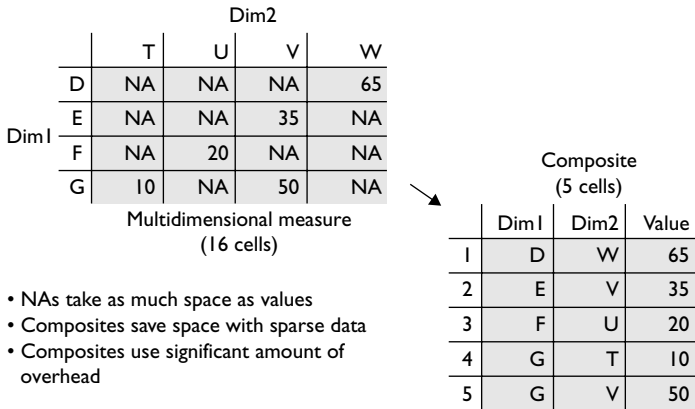 Dim2
T U V W
D NA NA NA 65
E NA NA 35 NA
Dim1
F NA 20 NA NA
G 10 NA 50 NA
Multidimensional measure
(16 cells)
Composite
(5 cells)
Dim1 Dim2 Value
1 D W 65
2 E V 35
3 F U 20
4 G T 10
5 G V 50
• NAs take as much space as values
• Composites save space with sparse data
• Composites use significant amount of
overhead